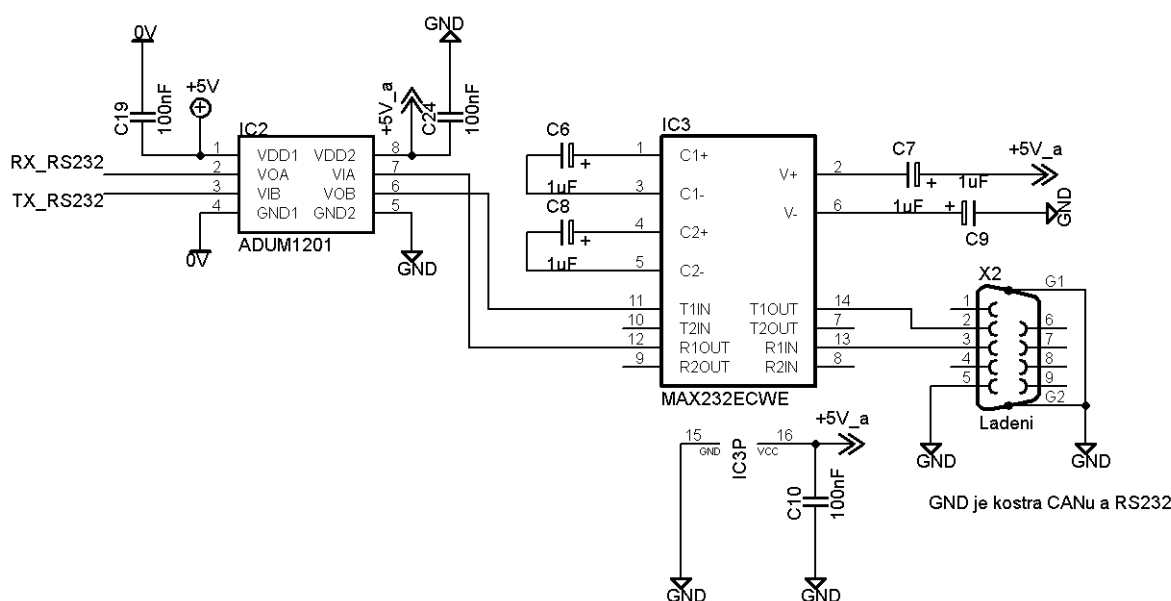 0V
GND
C19
100nF
+5V
+5V_a
C24
100nF
IC2
1 VDD1 VDD2 8
RX_RS232 2 VOA VIA 7
TX_RS232 3 VIB VOB 6
4 GND1 GND2 5
ADUM1201
0V
GND
IC3
C6
1 C1+
+
1uF
3 C1-
C8
4 C2+
+
1uF
5 C2-
V+ 2
C7
+
1uF
+5V_a
V- 6
1uF
+
C9
GND
11 T1IN T1OUT 14
10 T2IN T2OUT 7
12 R1OUT R1IN 13
9 R2OUT R2IN 8
MAX232ECWE
X2
G1
1
2 6
3 7
4 8
5 9
G2
Ladeni
GND
GND
15 GND IC3P VCC 16
+5V_a
C10
100nF
GND
GND
GND je kostra CANu a RS232